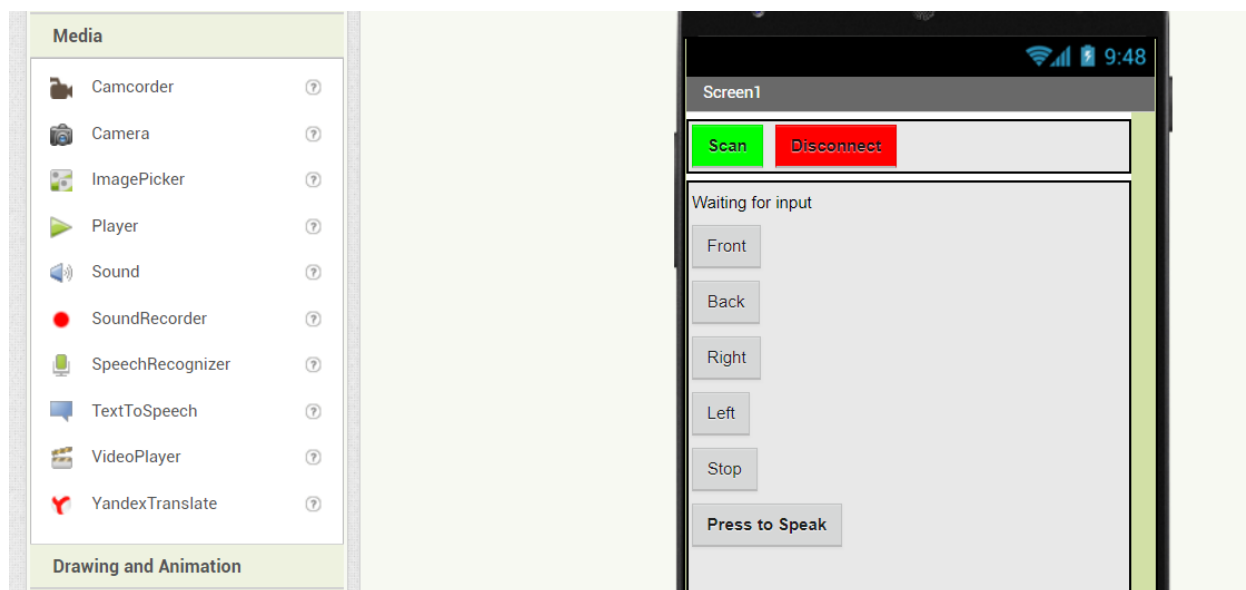 Media
Camcorder
Camera
ImagePicker
Player
Sound
SoundRecorder
SpeechRecognizer
TextToSpeech
VideoPlayer
YandexTranslate
Drawing and Animation
9:48
Screen1
Scan Disconnect
Waiting for input
Front
Back
Right
Left
Stop
Press to Speak